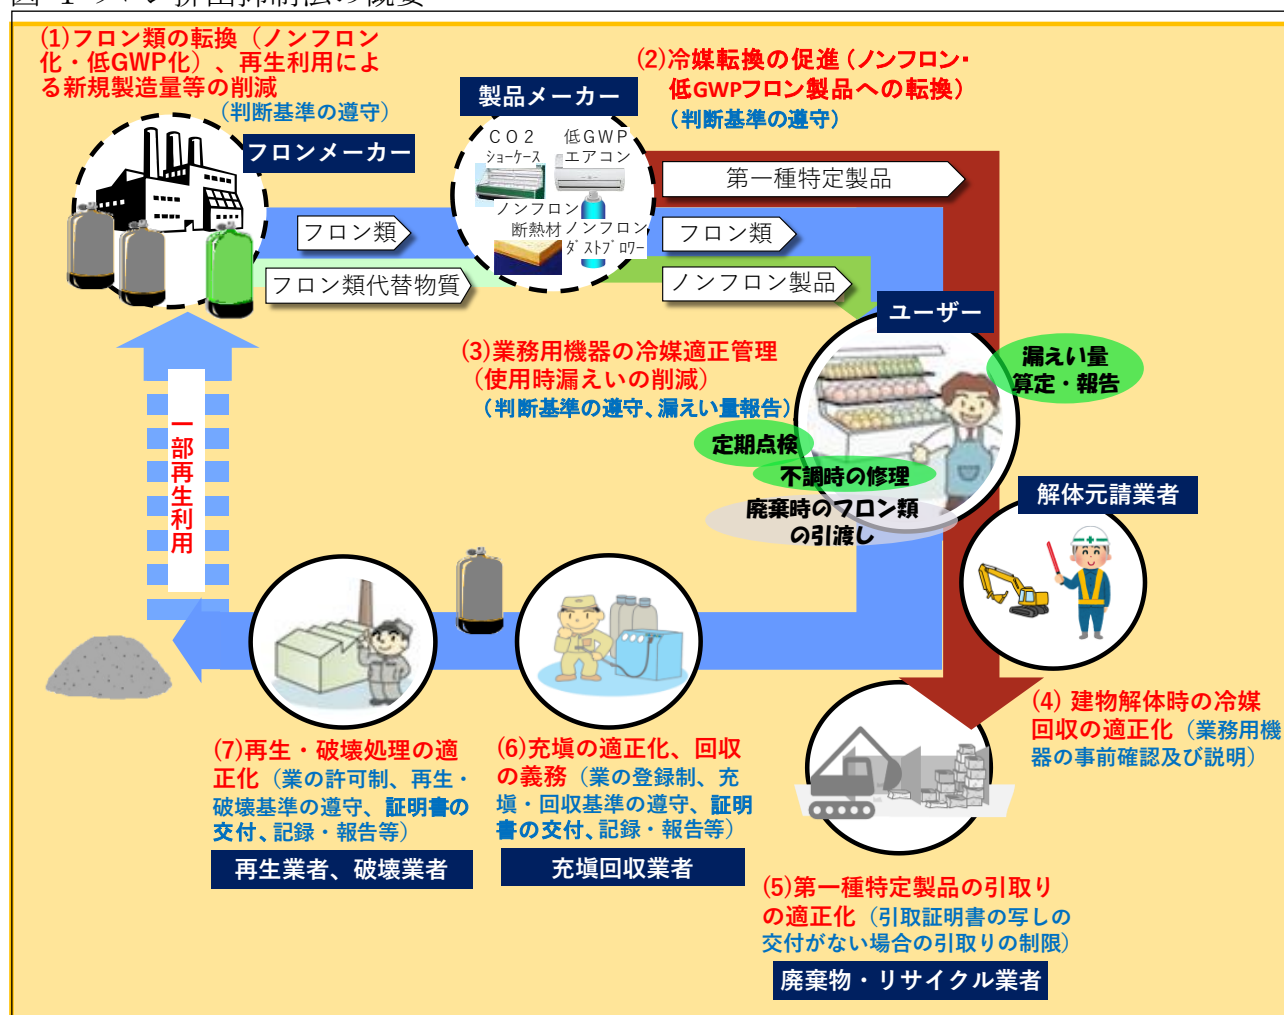 図 1 フロン排出抑制法の概要
(1)フロン類の転換（ノンフロン
化・低GWP化）、再生利用によ
る新規製造量等の削減
（判断基準の遵守）
フロンメーカー
製品メーカー
(2)冷媒転換の促進（ノンフロン・
低GWPフロン製品への転換）
（判断基準の遵守）
ＣＯ２
ショーケース
低ＧＷＰ
エアコン
ノンフロン
断熱材
ノンフロン
ダストブロワー
第一種特定製品
フロン類
フロン類
フロン類代替物質
ノンフロン製品
ユーザー
(3)業務用機器の冷媒適正管理
（使用時漏えいの削減）
（判断基準の遵守、漏えい量報告）
漏えい量
算定・報告
定期点検
不調時の修理
廃棄時のフロン類
の引渡し
一部再生利用
解体元請業者
(4) 建物解体時の冷媒
回収の適正化（業務用機
器の事前確認及び説明）
(7)再生・破壊処理の適
正化（業の許可制、再生・
破壊基準の遵守、証明書の
交付、記録・報告等）
再生業者、破壊業者
(6)充塡の適正化、回収
の義務（業の登録制、充
塡・回収基準の遵守、証明
書の交付、記録・報告等）
充塡回収業者
(5)第一種特定製品の引取り
の適正化（引取証明書の写しの
交付がない場合の引取りの制限）
廃棄物・リサイクル業者